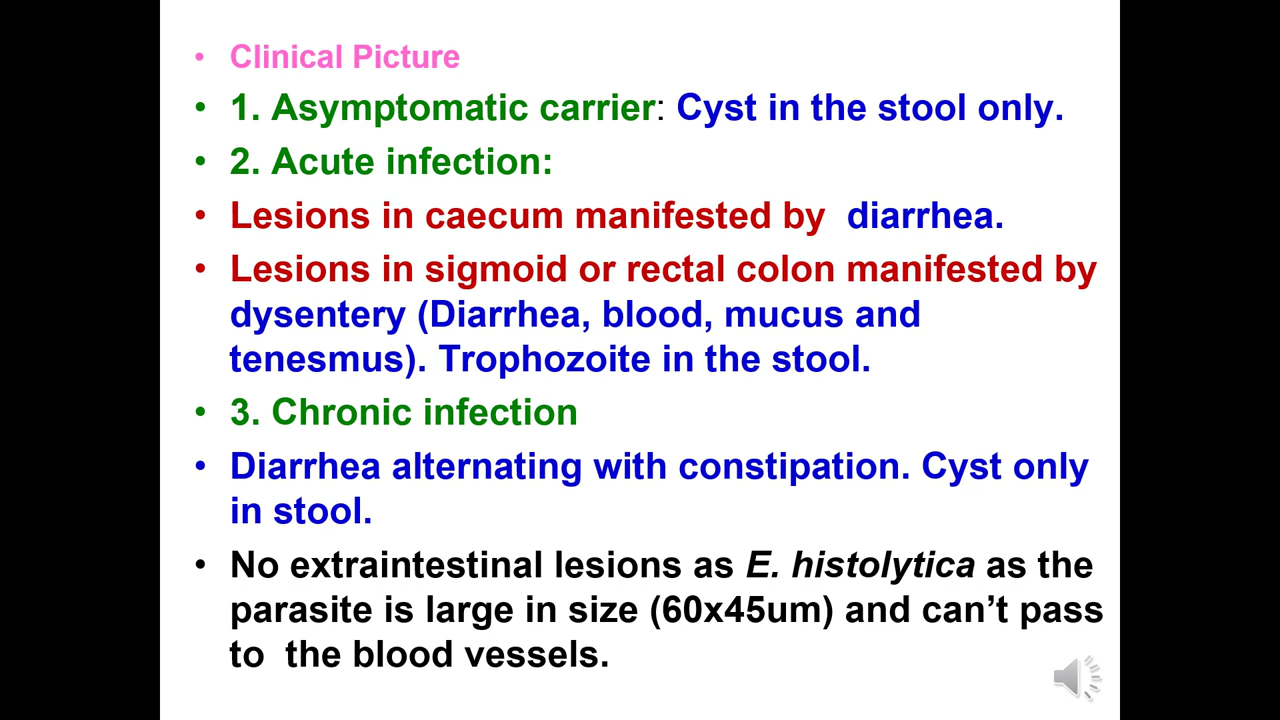 • Clinical Picture
• 1. Asymptomatic carrier: Cyst in the stool only.
• 2. Acute infection:
• Lesions in caecum manifested by  diarrhea.
• Lesions in sigmoid or rectal colon manifested by
dysentery (Diarrhea, blood, mucus and
tenesmus). Trophozoite in the stool.
• 3. Chronic infection
• Diarrhea alternating with constipation. Cyst only
in stool.
• No extraintestinal lesions as E. histolytica as the
parasite is large in size (60x45um) and can’t pass
to  the blood vessels.